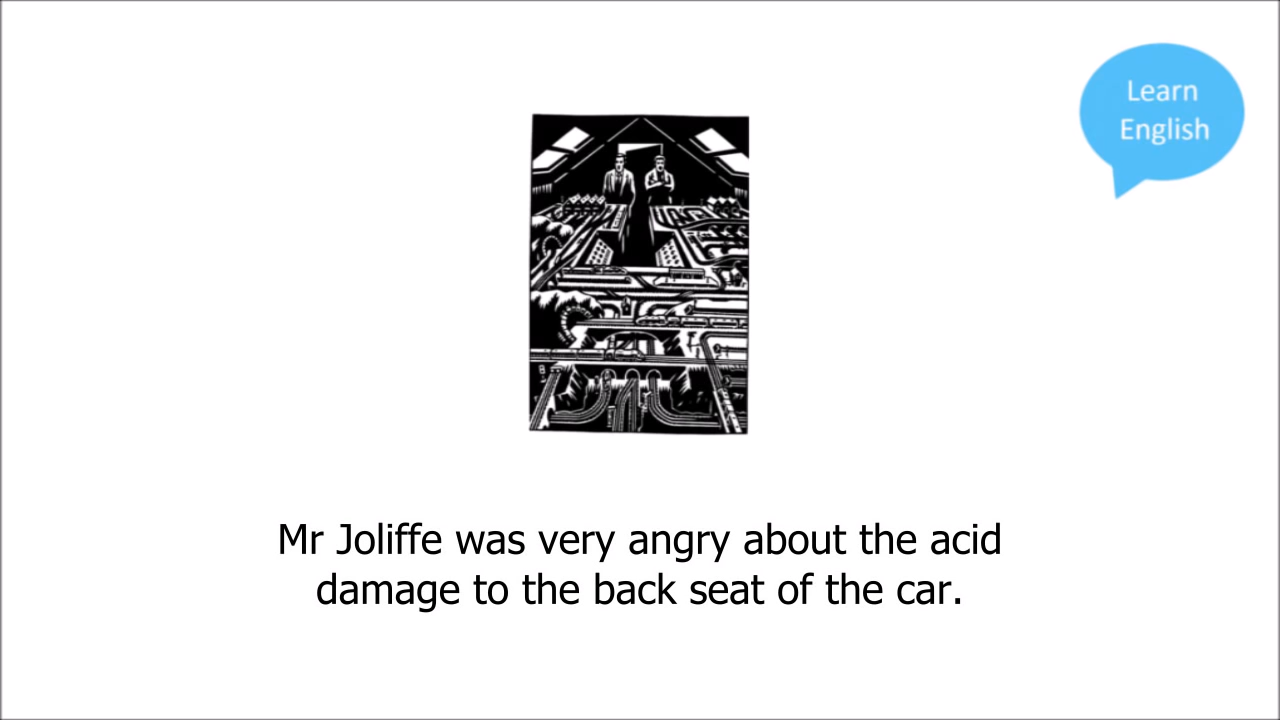 Learn
English
Mr Joliffe was very angry about the acid
damage to the back seat of the car.